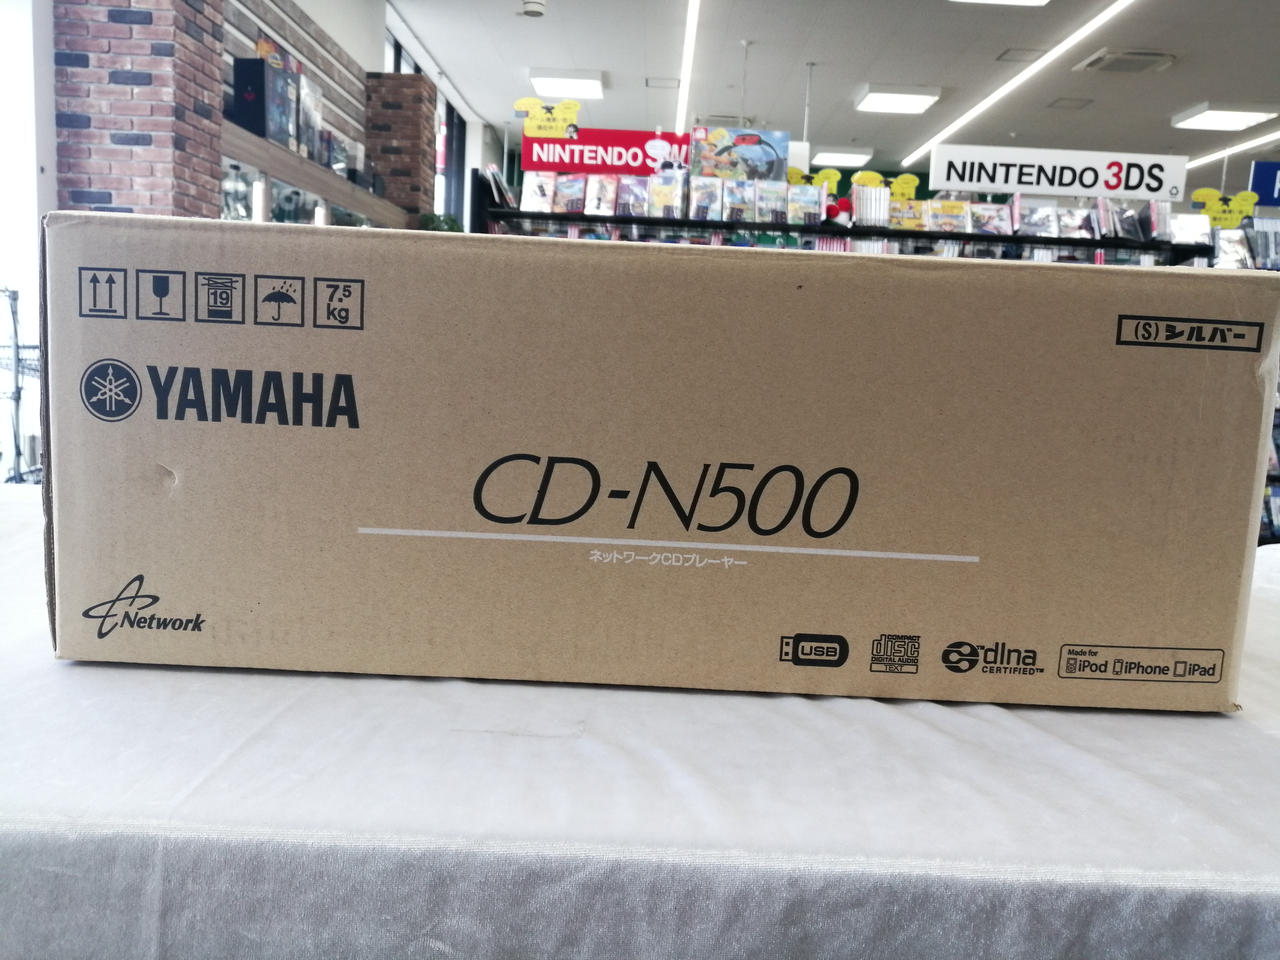 NINTENDO SW
NINTENDO 3DS
19
7.5
kg
(S)シルバー
YAMAHA
CD-N500
ネットワークCDプレーヤー
Network
USB
COMPACT
disc
DIGITAL AUDIO
TEXT
dlna
CERTIFIED™
Made for
iPod iPhone iPad